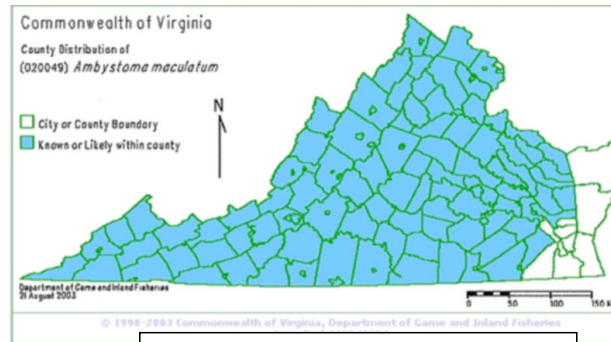 Commonwealth of Virginia
County Distribution of
(020049) Ambystoma maculatum
City or County Boundary
Known or Likely within county
N
Department of Game and Inland Fisheries
21 August 2003
0 50 100 150 K
© 1998-2003 Commonwealth of Virginia, Department of Game and Inland Fisheries